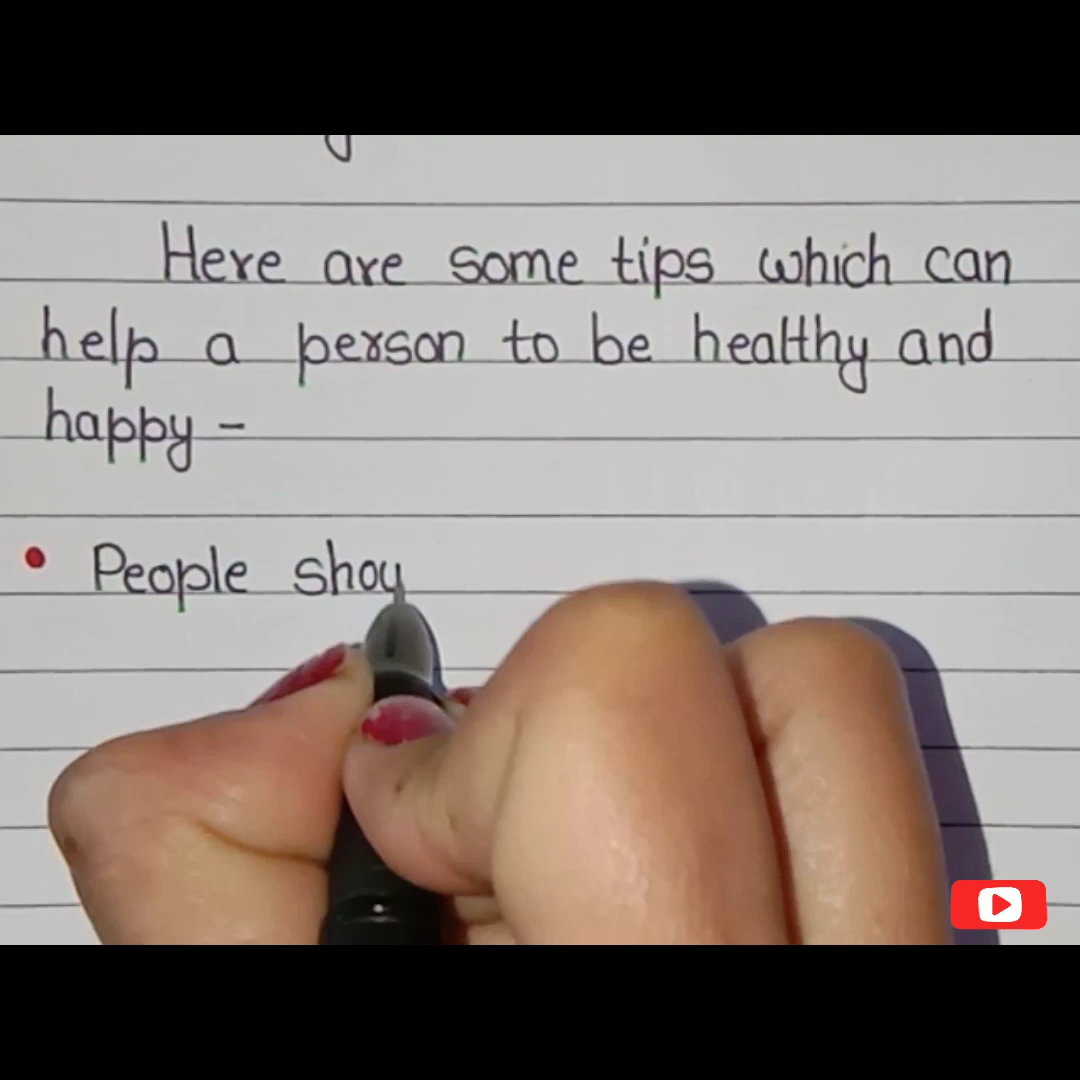 Here are some tips which can
help a person to be healthy and
happy -
• People shou